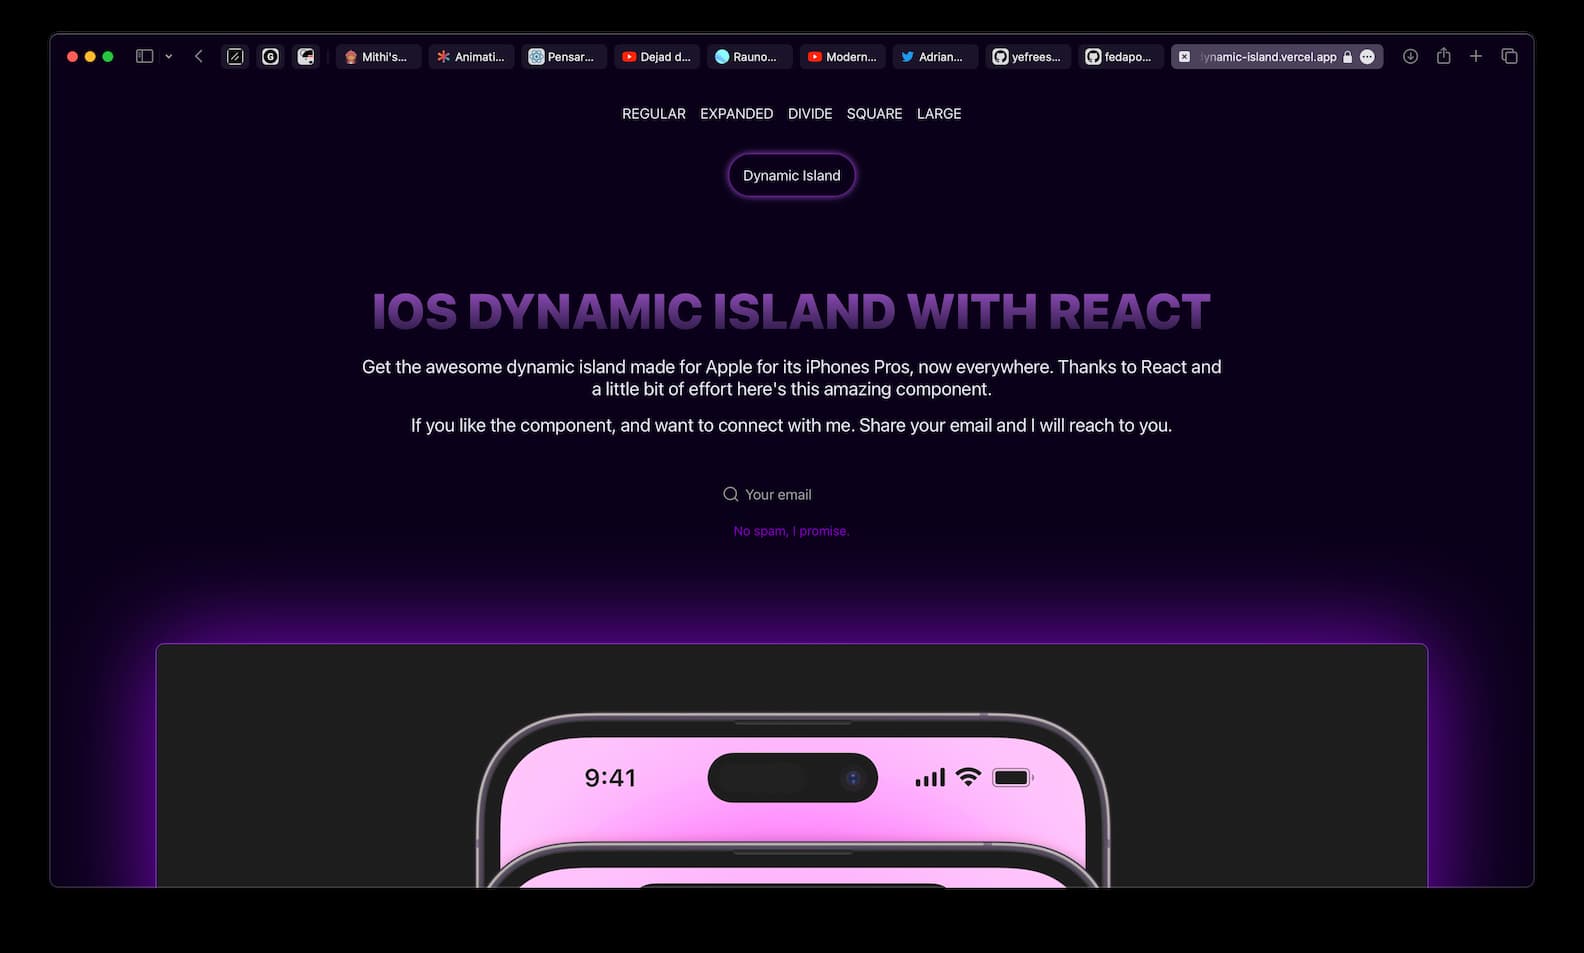 Mithi's...
Animati...
Pensar...
Dejad d...
Rauno...
Modern...
Adrian...
yefrees...
fedapo...
ynamic-island.vercel.app
REGULAR EXPANDED DIVIDE SQUARE LARGE
Dynamic Island
IOS DYNAMIC ISLAND WITH REACT
Get the awesome dynamic island made for Apple for its iPhones Pros, now everywhere. Thanks to React and
a little bit of effort here's this amazing component.
If you like the component, and want to connect with me. Share your email and I will reach to you.
Your email
No spam, I promise.
9:41